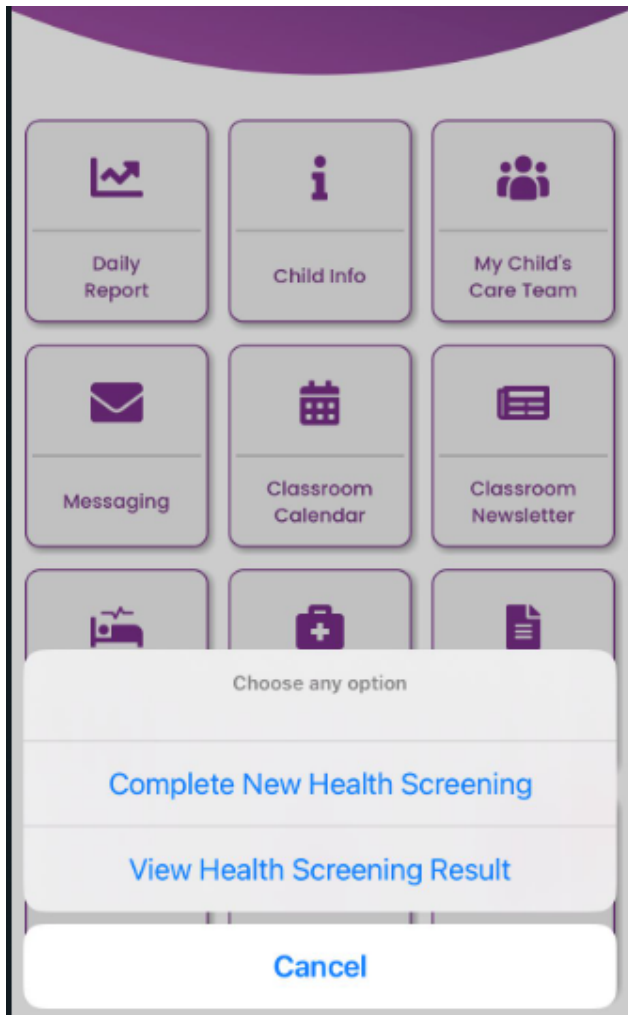 Daily
Report
Child Info
My Child's
Care Team
Messaging
Classroom
Calendar
Classroom
Newsletter
Choose any option
Complete New Health Screening
View Health Screening Result
Cancel